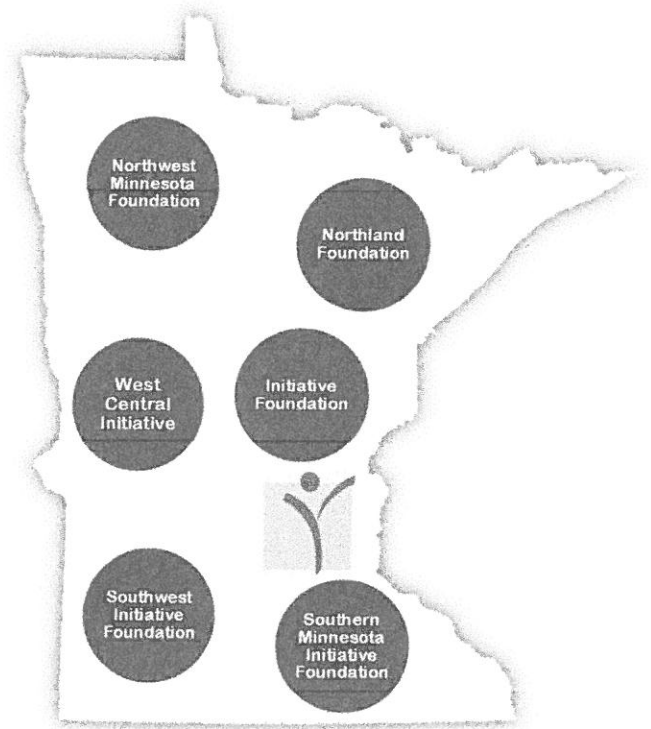 Northwest
Minnesota
Foundation
Northland
Foundation
West
Central
Initiative
Initiative
Foundation
Southwest
Initiative
Foundation
Southern
Minnesota
Initiative
Foundation